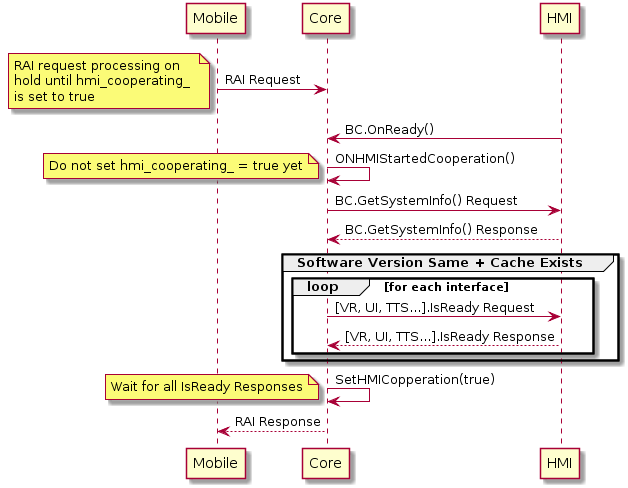 Mobile
Core
HMI
RAI request processing on
hold until hmi_cooperating_
is set to true
RAI Request
BC.OnReady()
Do not set hmi_cooperating_ = true yet
ONHMIStartedCooperation()
BC.GetSystemInfo() Request
BC.GetSystemInfo() Response
Software Version Same + Cache Exists
loop
[for each interface]
[VR, UI, TTS...].IsReady Request
[VR, UI, TTS...].IsReady Response
Wait for all IsReady Responses
SetHMICopperation(true)
RAI Response
Mobile
Core
HMI